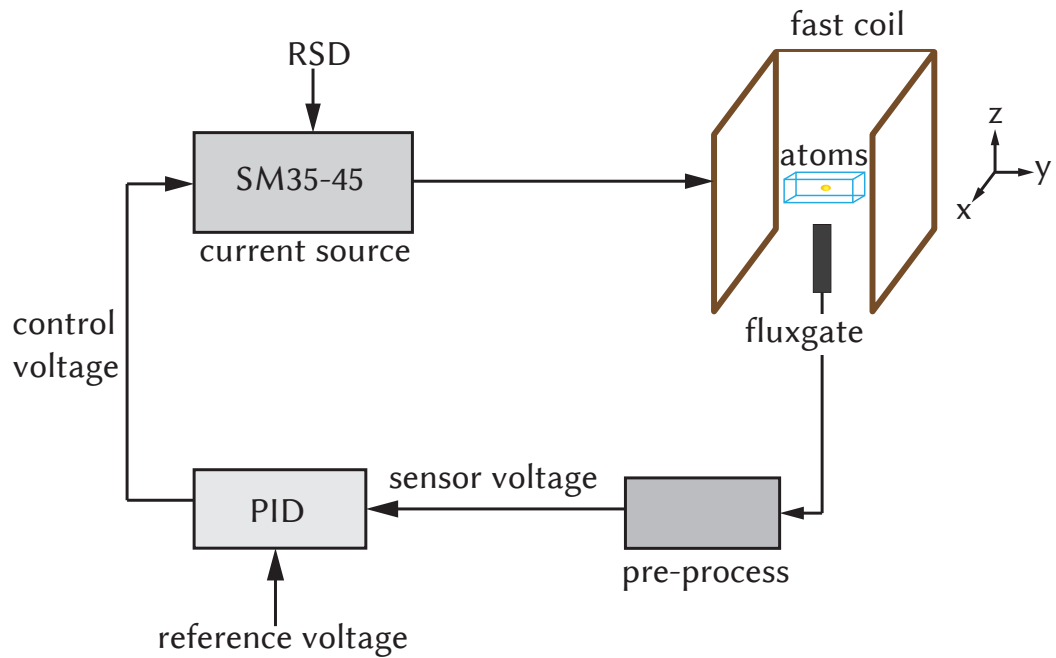 fast coil
RSD
z
atoms
SM35-45
y
x
current source
control
voltage
fluxgate
sensor voltage
PID
pre-process
reference voltage